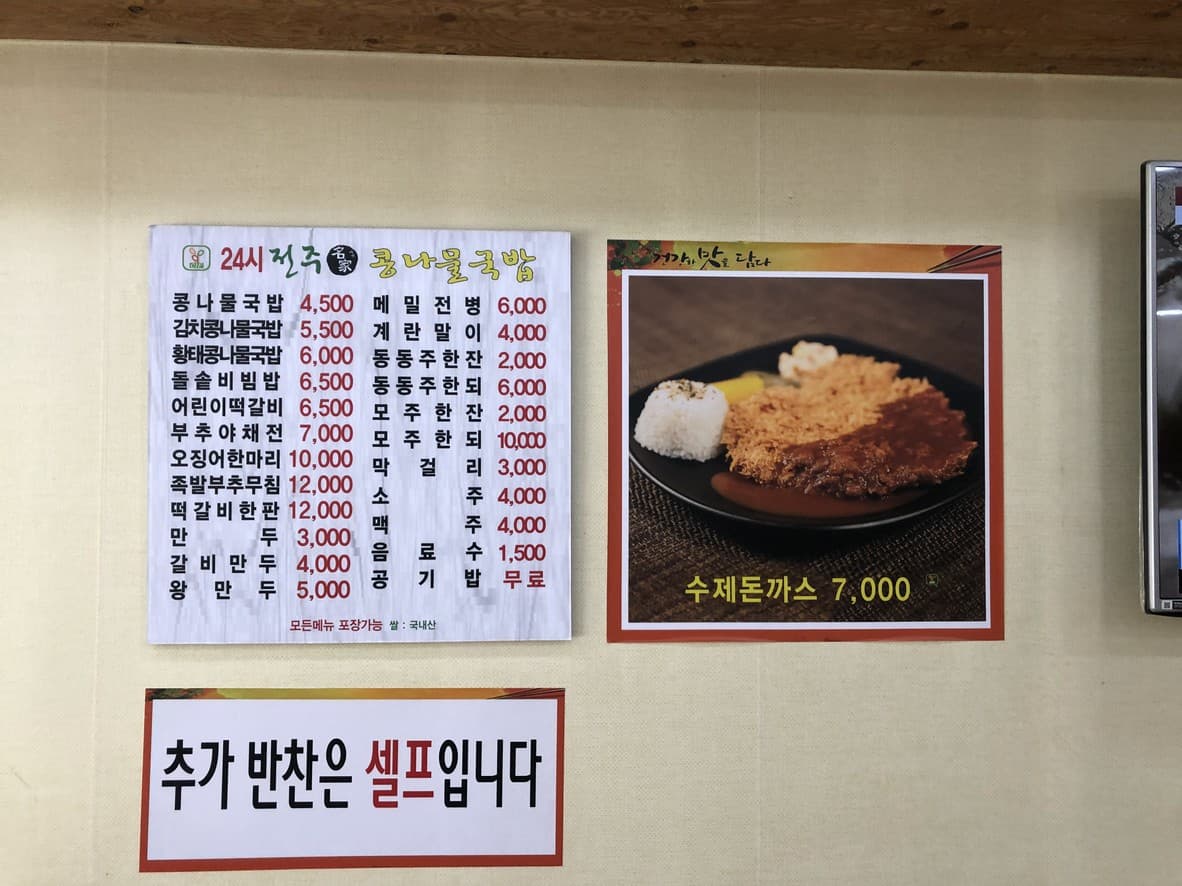 24시 전주 名家 콩나물국밥
콩나물국밥 4,500
김치콩나물국밥 5,500
황태콩나물국밥 6,000
돌솥비빔밥 6,500
어린이떡갈비 6,500
부추야채전 7,000
오징어한마리 10,000
족발부추무침 12,000
떡갈비한판 12,000
만두 3,000
갈비만두 4,000
왕만두 5,000
메밀전병 6,000
계란말이 4,000
동동주한잔 2,000
동동주한되 6,000
모주한잔 2,000
모주한되 10,000
막걸리 3,000
소주 4,000
맥주 4,000
음료수 1,500
공기밥 무료
모든메뉴 포장가능 쌀 : 국내산
건강한 맛을 담다
수제돈까스 7,000
추가 반찬은 셀프입니다